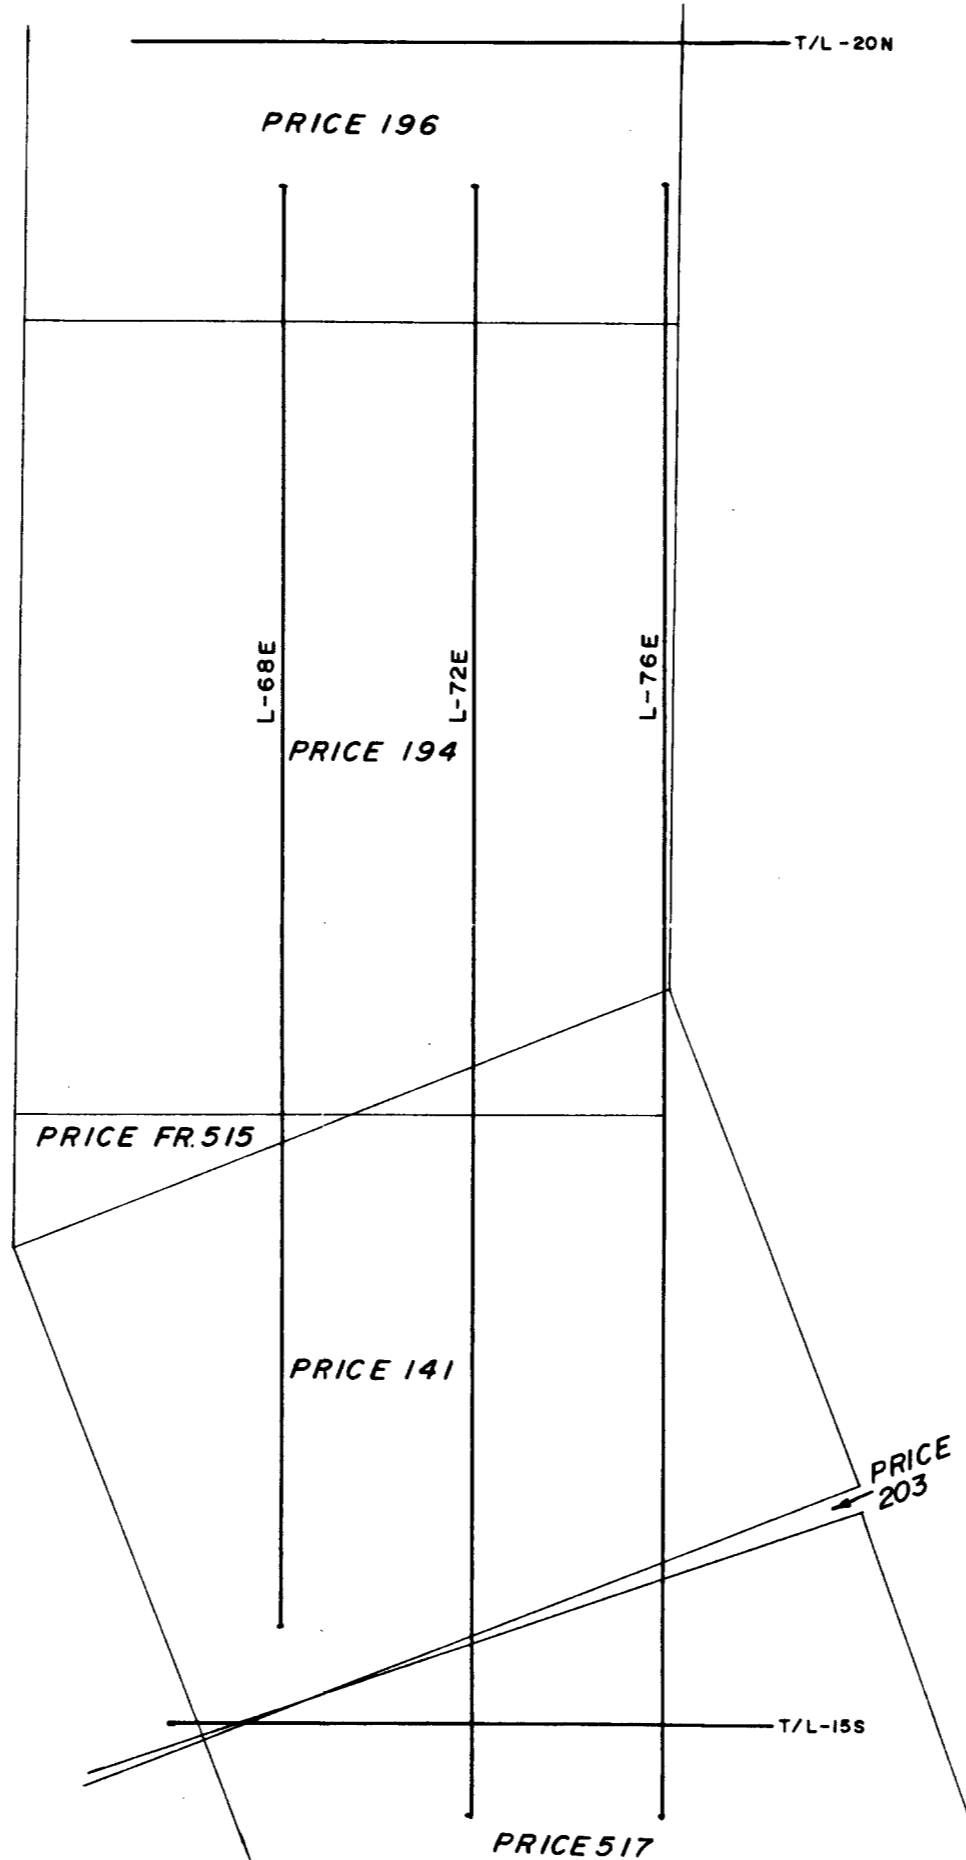 T/L-20N
PRICE 196
L-68E
L-72E
L-76E
PRICE 194
PRICE FR. 515
PRICE 141
PRICE
203
T/L-15S
PRICE 517